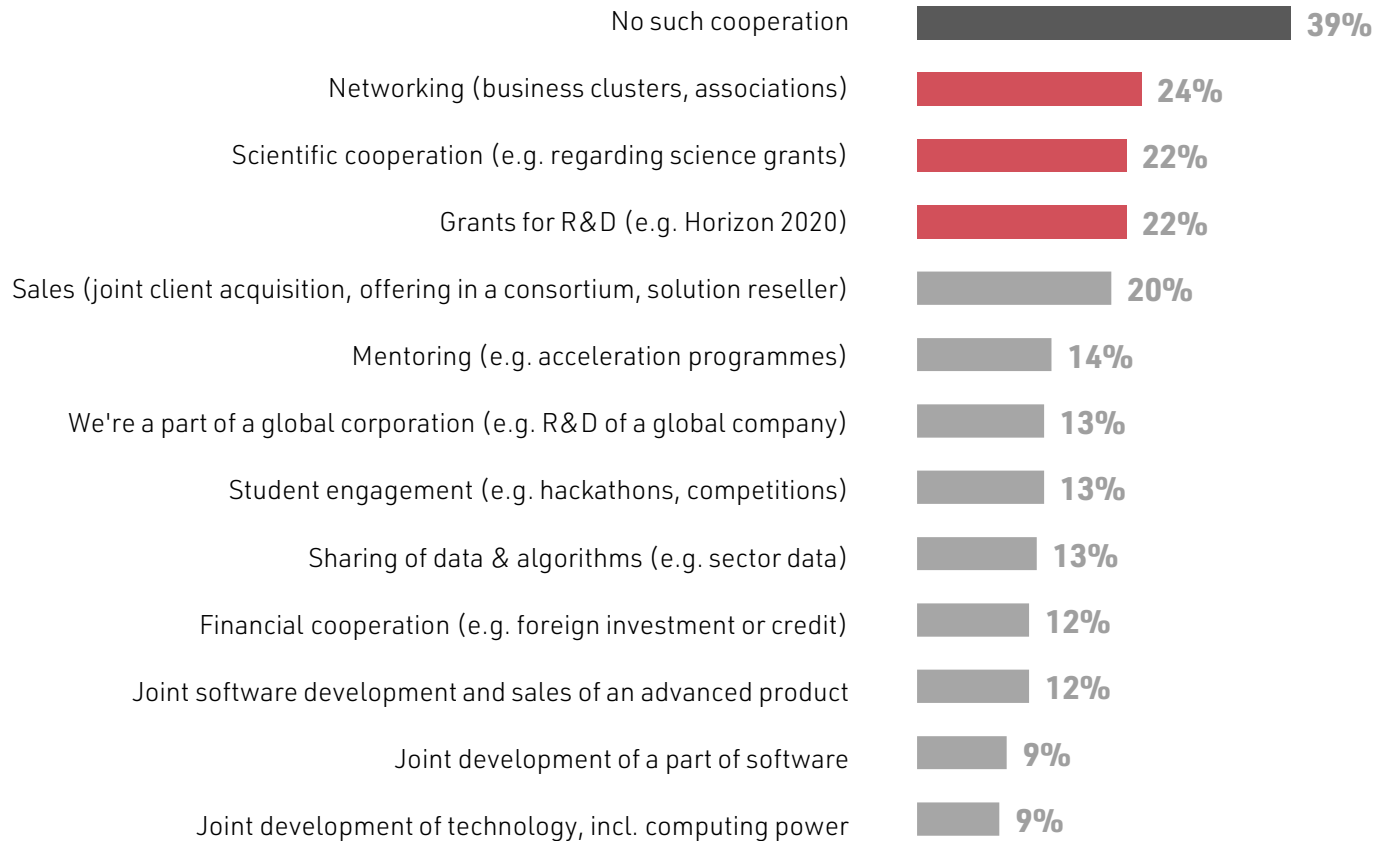 No such cooperation 39%
Networking (business clusters, associations) 24%
Scientific cooperation (e.g. regarding science grants) 22%
Grants for R&D (e.g. Horizon 2020) 22%
Sales (joint client acquisition, offering in a consortium, solution reseller) 20%
Mentoring (e.g. acceleration programmes) 14%
We're a part of a global corporation (e.g. R&D of a global company) 13%
Student engagement (e.g. hackathons, competitions) 13%
Sharing of data & algorithms (e.g. sector data) 13%
Financial cooperation (e.g. foreign investment or credit) 12%
Joint software development and sales of an advanced product 12%
Joint development of a part of software 9%
Joint development of technology, incl. computing power 9%